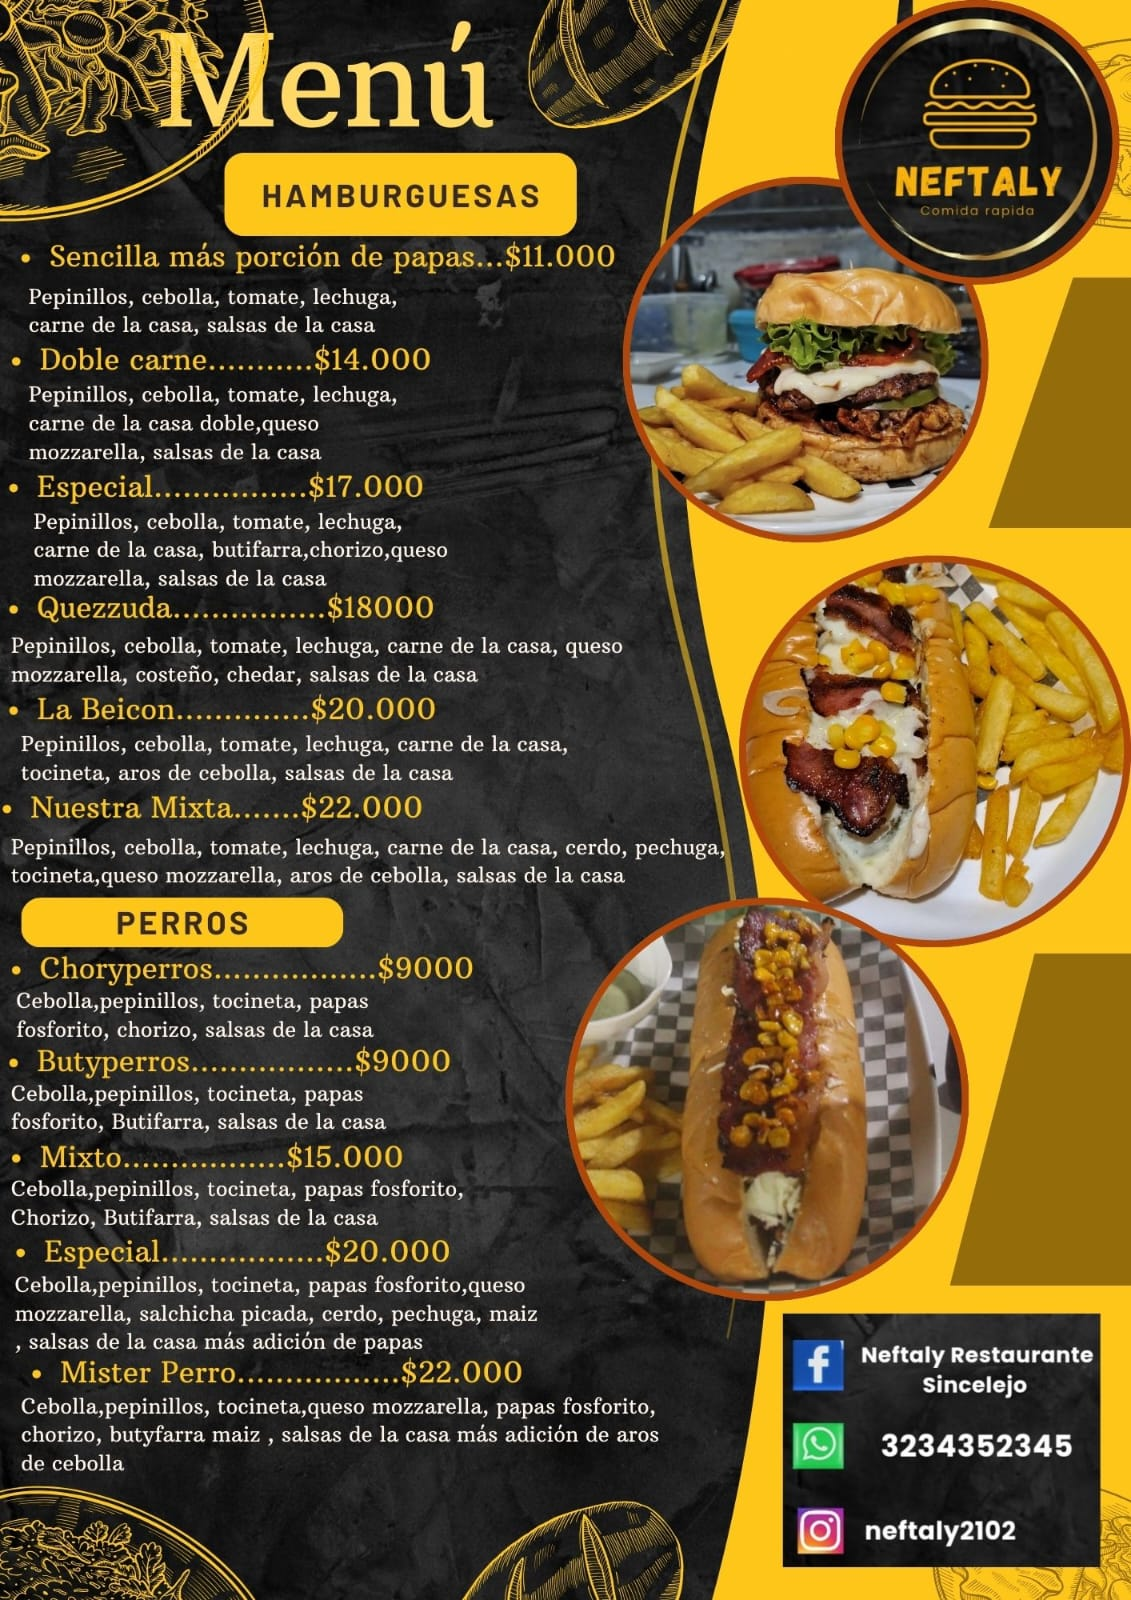 Menú
NEFTALY
Comida rapida
HAMBURGUESAS
• Sencilla más porción de papas...$11.000
Pepinillos, cebolla, tomate, lechuga,
carne de la casa, salsas de la casa
• Doble carne...........$14.000
Pepinillos, cebolla, tomate, lechuga,
carne de la casa doble,queso
mozzarella, salsas de la casa
• Especial................$17.000
Pepinillos, cebolla, tomate, lechuga,
carne de la casa, butifarra,chorizo,queso
mozzarella, salsas de la casa
• Quezzuda................$18000
Pepinillos, cebolla, tomate, lechuga, carne de la casa, queso
mozzarella, costeño, chedar, salsas de la casa
• La Beicon..............$20.000
Pepinillos, cebolla, tomate, lechuga, carne de la casa,
tocineta, aros de cebolla, salsas de la casa
• Nuestra Mixta.......$22.000
Pepinillos, cebolla, tomate, lechuga, carne de la casa, cerdo, pechuga,
tocineta,queso mozzarella, aros de cebolla, salsas de la casa
PERROS
• Choryperros.................$9000
Cebolla,pepinillos, tocineta, papas
fosforito, chorizo, salsas de la casa
• Butyperros.................$9000
Cebolla,pepinillos, tocineta, papas
fosforito, Butifarra, salsas de la casa
• Mixto.................$15.000
Cebolla,pepinillos, tocineta, papas fosforito,
Chorizo, Butifarra, salsas de la casa
• Especial.................$20.000
Cebolla,pepinillos, tocineta, papas fosforito,queso
mozzarella, salchicha picada, cerdo, pechuga, maiz
, salsas de la casa más adición de papas
• Mister Perro.................$22.000
Cebolla,pepinillos, tocineta,queso mozzarella, papas fosforito,
chorizo, butyfarra maiz , salsas de la casa más adición de aros
de cebolla
Neftaly Restaurante
Sincelejo
3234352345
neftaly2102